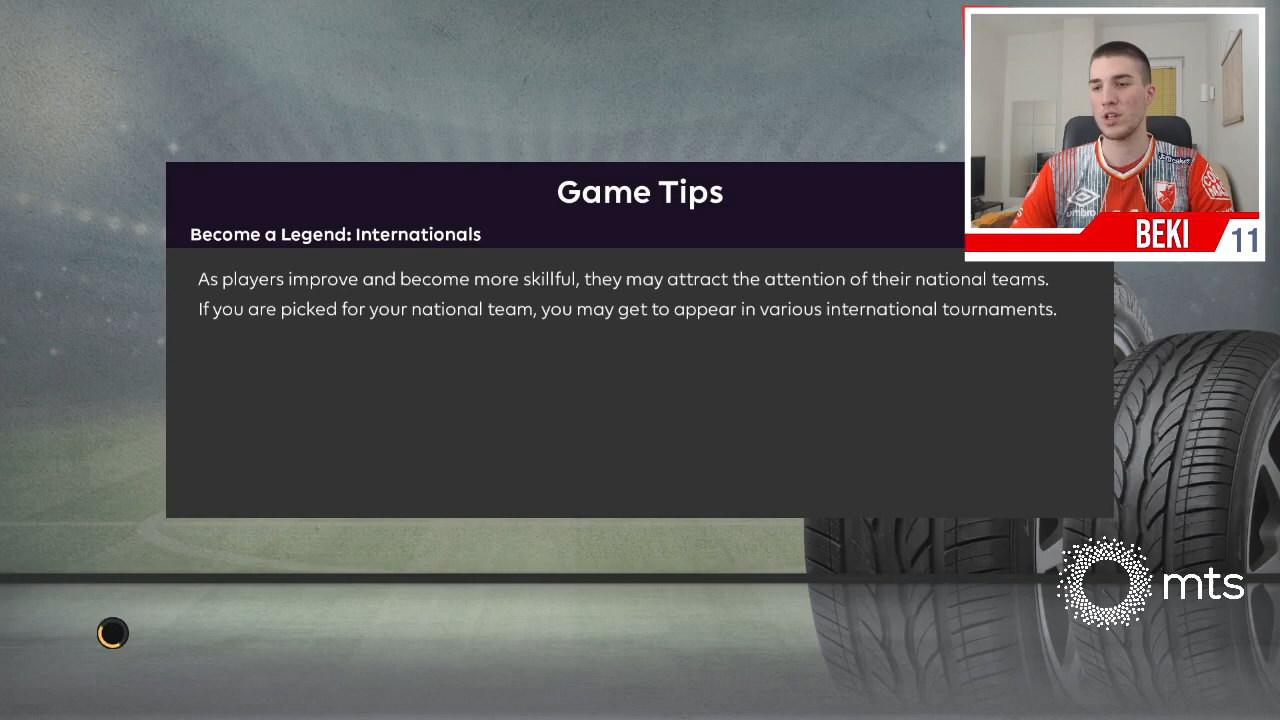 Game Tips
Become a Legend: Internationals
As players improve and become more skillful, they may attract the attention of their national teams.
If you are picked for your national team, you may get to appear in various international tournaments.
umbro
BEKI
11
mts